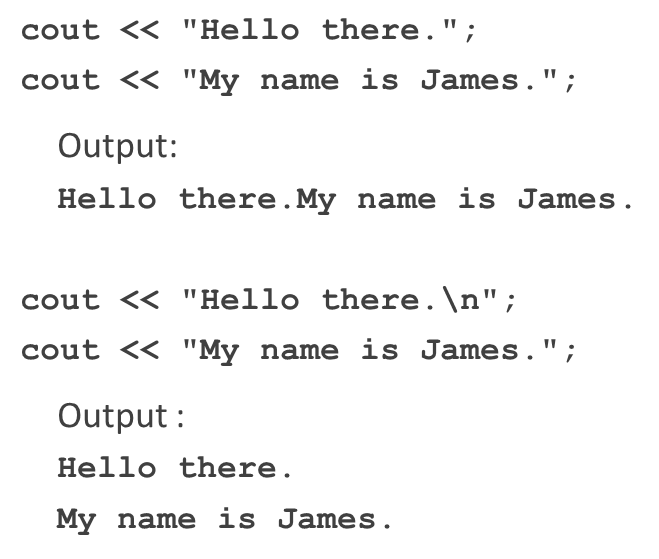 cout << "Hello there.";
cout << "My name is James.";
Output:
Hello there.My name is James.
cout << "Hello there.\n";
cout << "My name is James.";
Output :
Hello there.
My name is James.